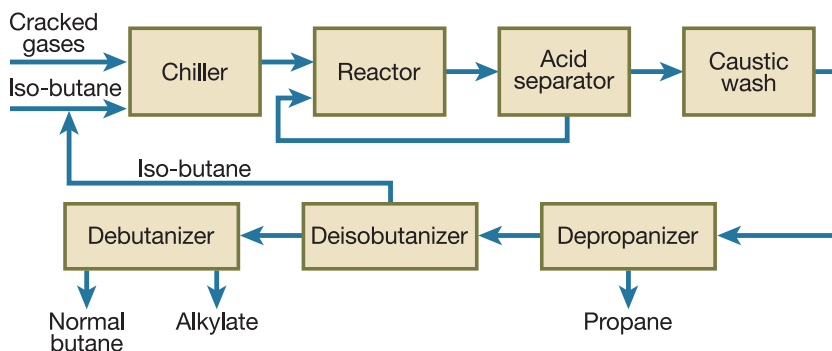 Cracked
gases
Iso-butane
Chiller
Reactor
Acid
separator
Caustic
wash
Iso-butane
Debutanizer
Deisobutanizer
Depropanizer
Normal
butane
Alkylate
Propane